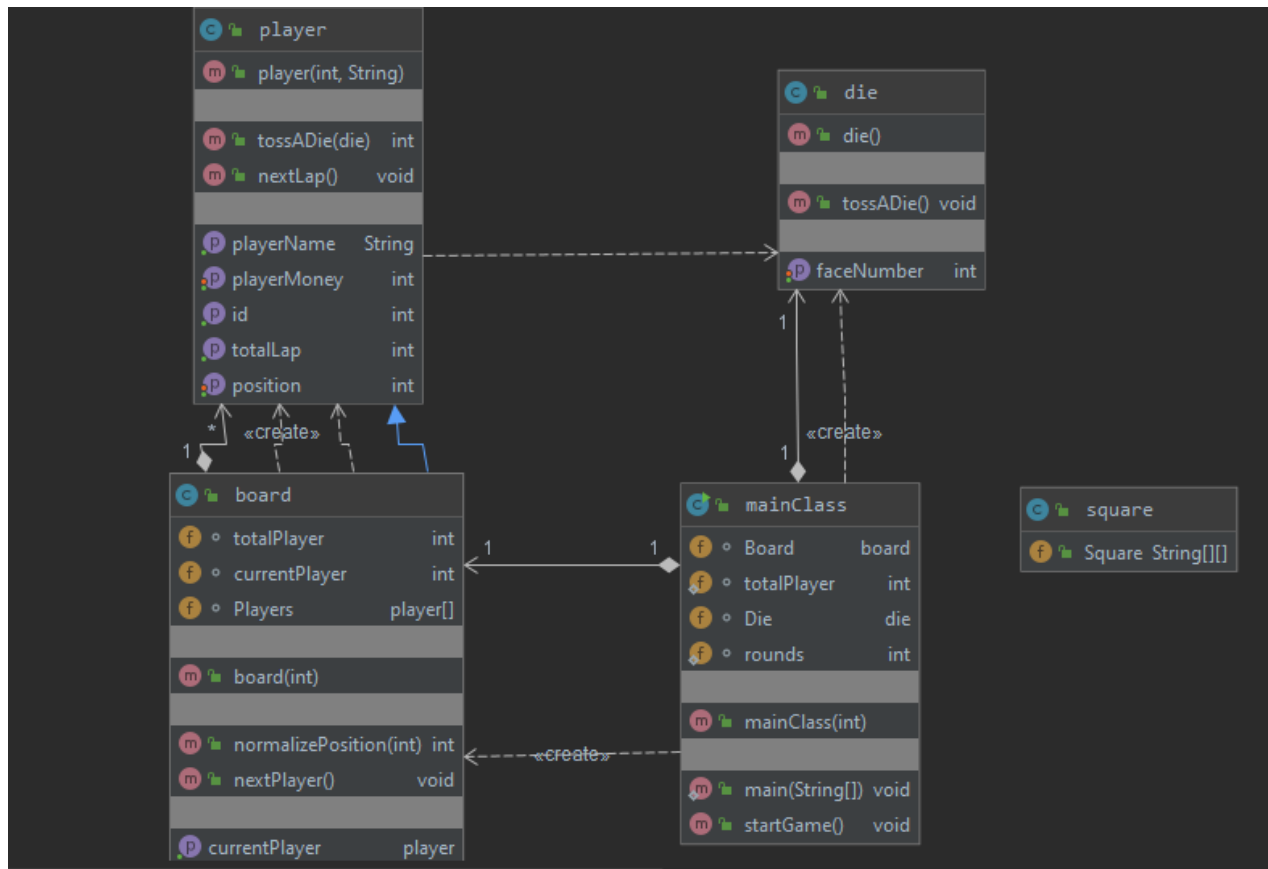 player
player(int, String)
tossADie(die) int
nextLap() void
playerName String
playerMoney int
id int
totalLap int
position int
die
die()
tossADie() void
faceNumber int
1
* «create»
1
1
«create»
1
board
totalPlayer int
currentPlayer int
Players player[]
board(int)
normalizePosition(int) int
nextPlayer() void
currentPlayer player
1 1
«create»
mainClass
Board board
totalPlayer int
Die die
rounds int
mainClass(int)
main(String[]) void
startGame() void
square
Square String[][]